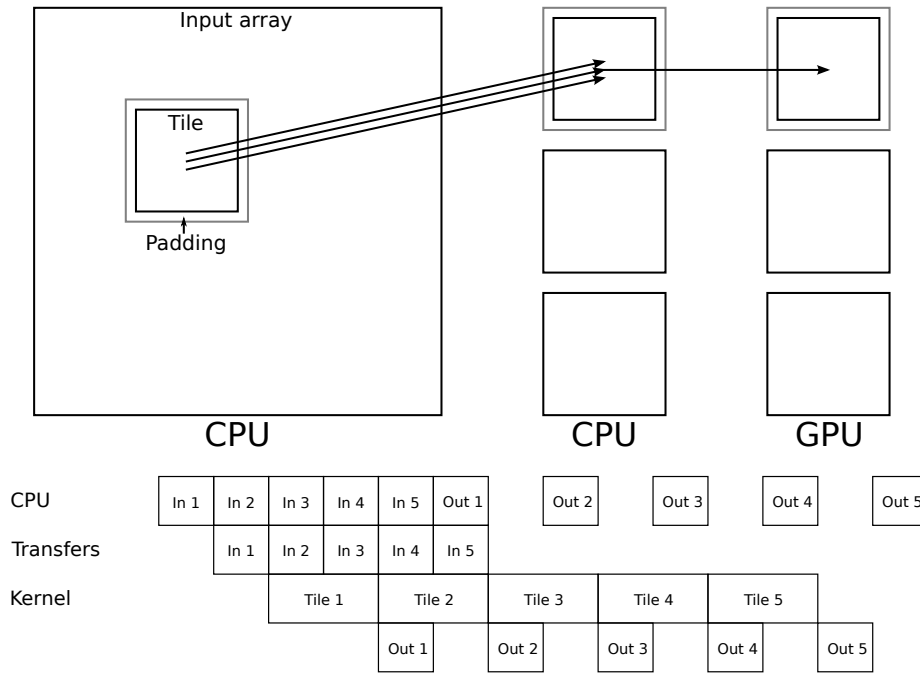 Input array
Tile
Padding
CPU CPU GPU
CPU In 1 In 2 In 3 In 4 In 5 Out 1 Out 2 Out 3 Out 4 Out 5
Transfers In 1 In 2 In 3 In 4 In 5
Kernel Tile 1 Tile 2 Tile 3 Tile 4 Tile 5
Out 1 Out 2 Out 3 Out 4 Out 5